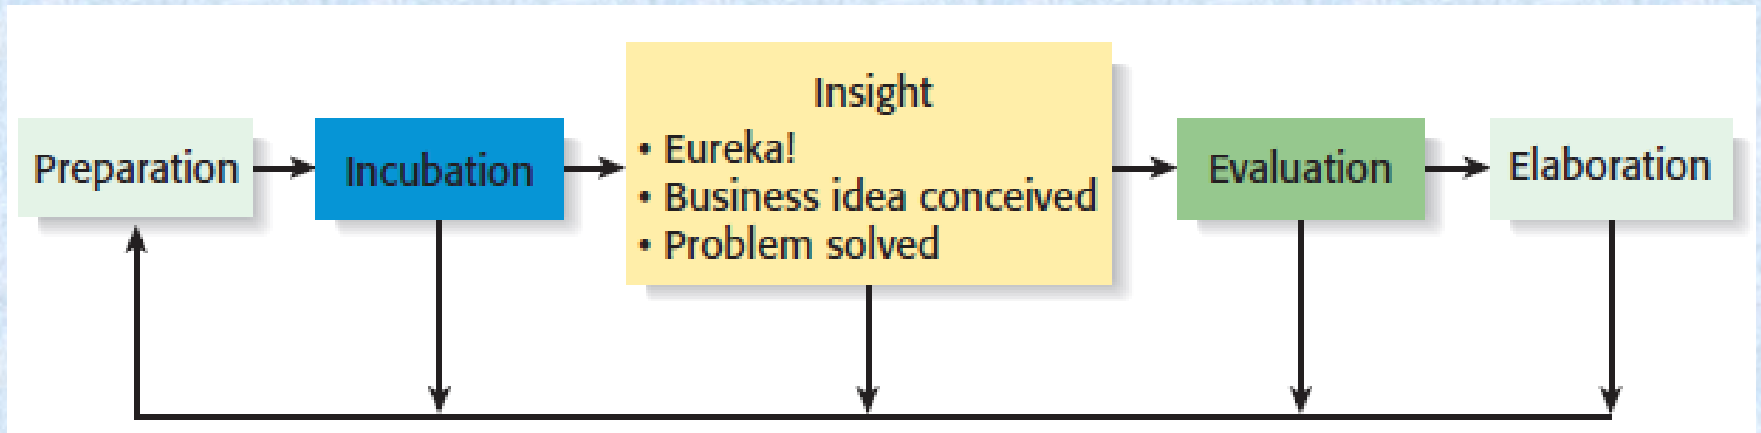 Preparation
Incubation
Insight
• Eureka!
• Business idea conceived
• Problem solved
Evaluation
Elaboration